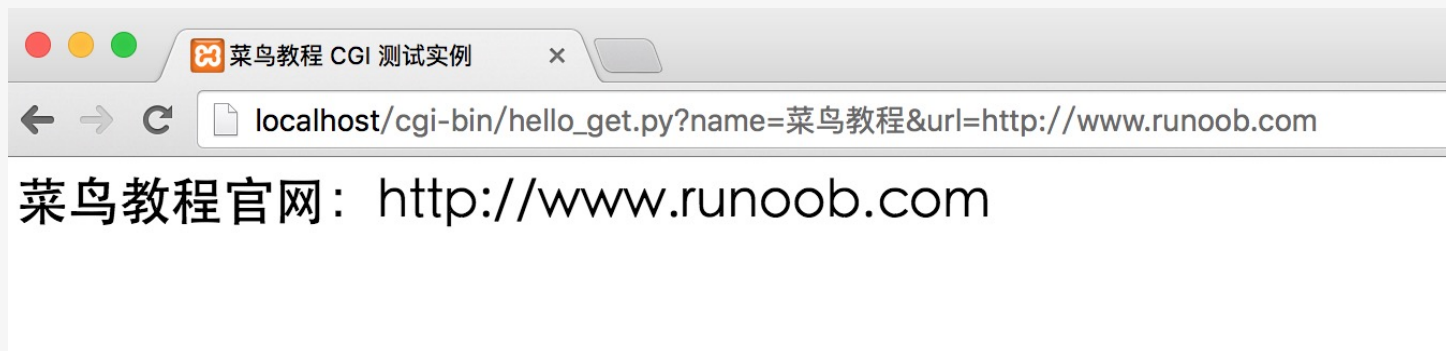 菜鸟教程 CGI 测试实例
localhost/cgi-bin/hello_get.py?name=菜鸟教程&url=http://www.runoob.com
菜鸟教程官网：http://www.runoob.com